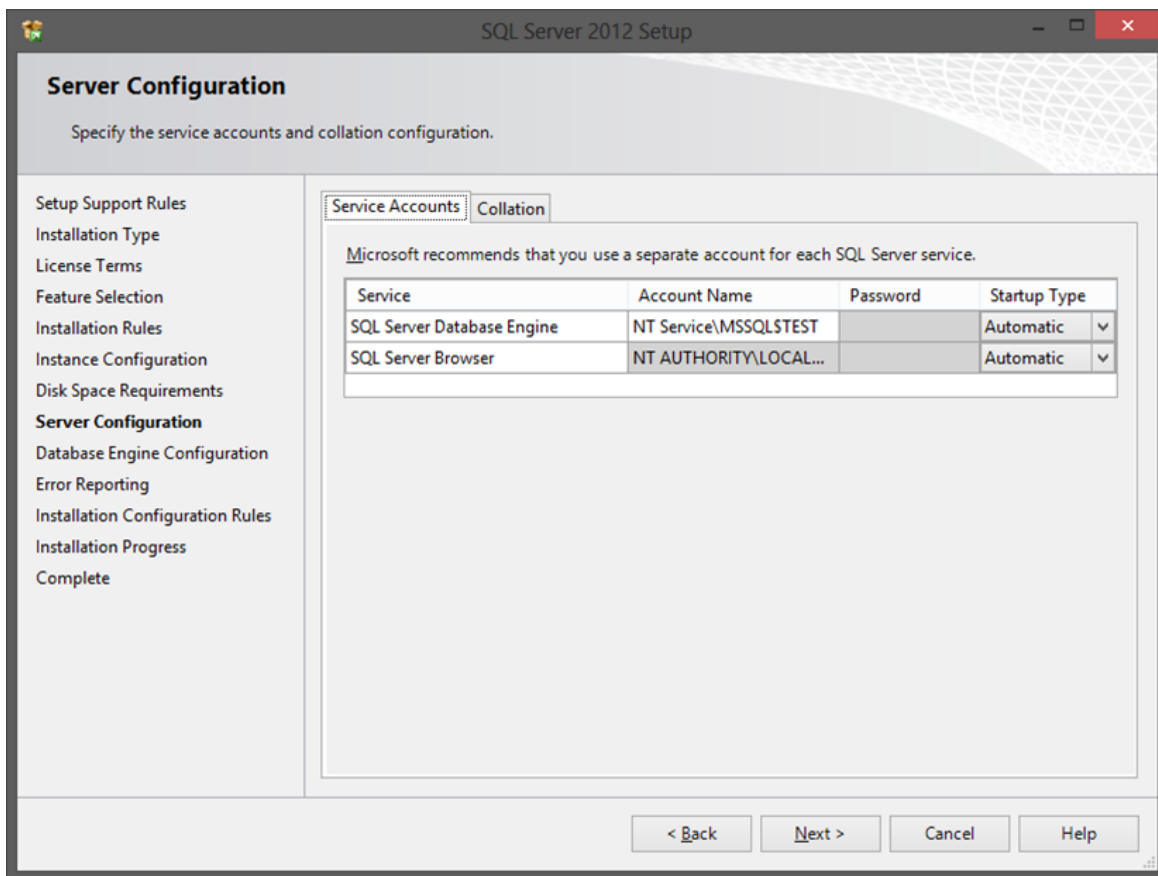 SQL Server 2012 Setup
Server Configuration
Specify the service accounts and collation configuration.
Setup Support Rules
Installation Type
License Terms
Feature Selection
Installation Rules
Instance Configuration
Disk Space Requirements
Server Configuration
Database Engine Configuration
Error Reporting
Installation Configuration Rules
Installation Progress
Complete
Service Accounts Collation
Microsoft recommends that you use a separate account for each SQL Server service.
Service Account Name Password Startup Type
SQL Server Database Engine NT Service\MSSQL$TEST Automatic
SQL Server Browser NT AUTHORITY\LOCAL... Automatic
< Back Next > Cancel Help